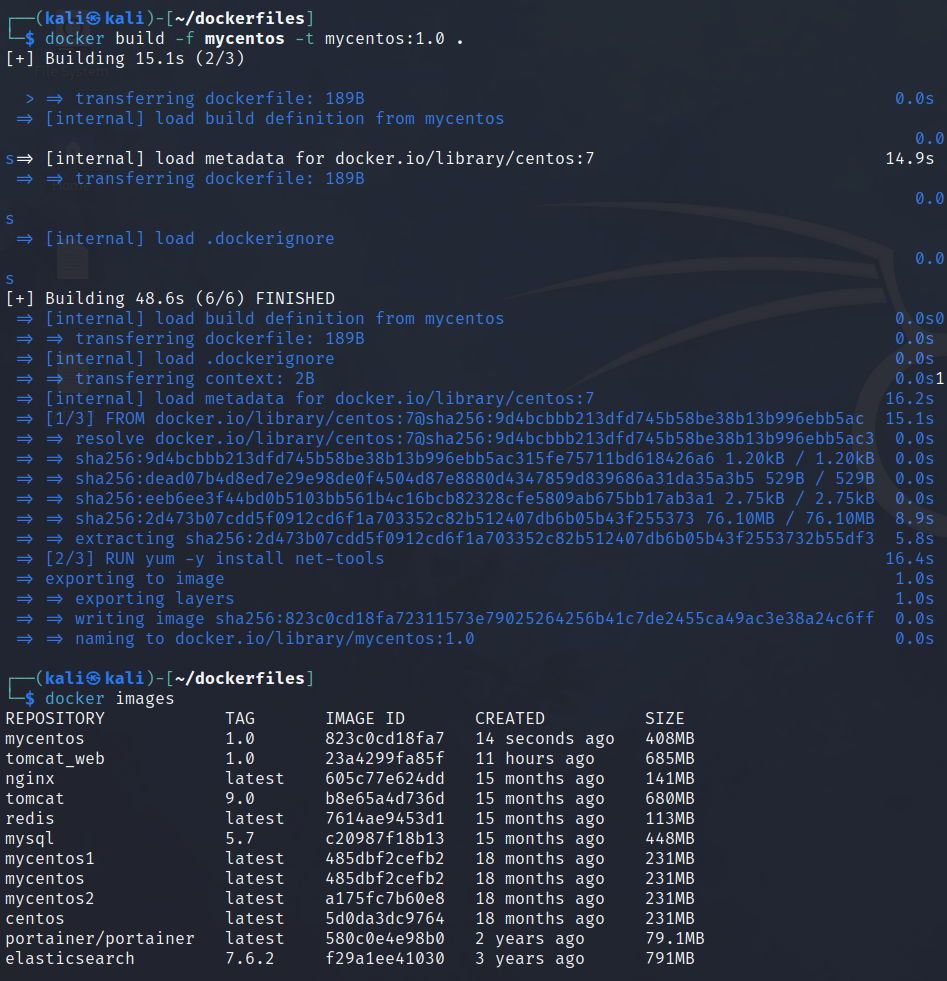 ┌──(kali㉿kali)-[~/dockerfiles]
└─$ docker build -f mycentos -t mycentos:1.0 .
[+] Building 15.1s (2/3)
> => transferring dockerfile: 189B 0.0s
=> [internal] load build definition from mycentos
0.0
s=> [internal] load metadata for docker.io/library/centos:7 14.9s
=> => transferring dockerfile: 189B
0.0
s
=> [internal] load .dockerignore
0.0
s
[+] Building 48.6s (6/6) FINISHED
=> [internal] load build definition from mycentos 0.0s0
=> => transferring dockerfile: 189B 0.0s
=> [internal] load .dockerignore 0.0s
=> => transferring context: 2B 0.0s1
=> [internal] load metadata for docker.io/library/centos:7 16.2s
=> [1/3] FROM docker.io/library/centos:7@sha256:9d4bcbbb213dfd745b58be38b13b996ebb5ac 15.1s
=> => resolve docker.io/library/centos:7@sha256:9d4bcbbb213dfd745b58be38b13b996ebb5ac3 0.0s
=> => sha256:9d4bcbbb213dfd745b58be38b13b996ebb5ac315fe75711bd618426a6 1.20kB / 1.20kB 0.0s
=> => sha256:dead07b4d8ed7e29e98de0f4504d87e8880d4347859d839686a31da35a3b5 529B / 529B 0.0s
=> => sha256:eeb6ee3f44bd0b5103bb561b4c16bcb82328cfe5809ab675bb17ab3a1 2.75kB / 2.75kB 0.0s
=> => sha256:2d473b07cdd5f0912cd6f1a703352c82b512407db6b05b43f255373 76.10MB / 76.10MB 8.9s
=> => extracting sha256:2d473b07cdd5f0912cd6f1a703352c82b512407db6b05b43f2553732b55df3 5.8s
=> [2/3] RUN yum -y install net-tools 16.4s
=> exporting to image 1.0s
=> => exporting layers 1.0s
=> => writing image sha256:823c0cd18fa72311573e79025264256b41c7de2455ca49ac3e38a24c6ff 0.0s
=> => naming to docker.io/library/mycentos:1.0 0.0s
┌──(kali㉿kali)-[~/dockerfiles]
└─$ docker images
REPOSITORY TAG IMAGE ID CREATED SIZE
mycentos 1.0 823c0cd18fa7 14 seconds ago 408MB
tomcat_web 1.0 23a4299fa85f 11 hours ago 685MB
nginx latest 605c77e624dd 15 months ago 141MB
tomcat 9.0 b8e65a4d736d 15 months ago 680MB
redis latest 7614ae9453d1 15 months ago 113MB
mysql 5.7 c20987f18b13 15 months ago 448MB
mycentos1 latest 485dbf2cefb2 18 months ago 231MB
mycentos latest 485dbf2cefb2 18 months ago 231MB
mycentos2 latest a175fc7b60e8 18 months ago 231MB
centos latest 5d0da3dc9764 18 months ago 231MB
portainer/portainer latest 580c0e4e98b0 2 years ago 79.1MB
elasticsearch 7.6.2 f29a1ee41030 3 years ago 791MB